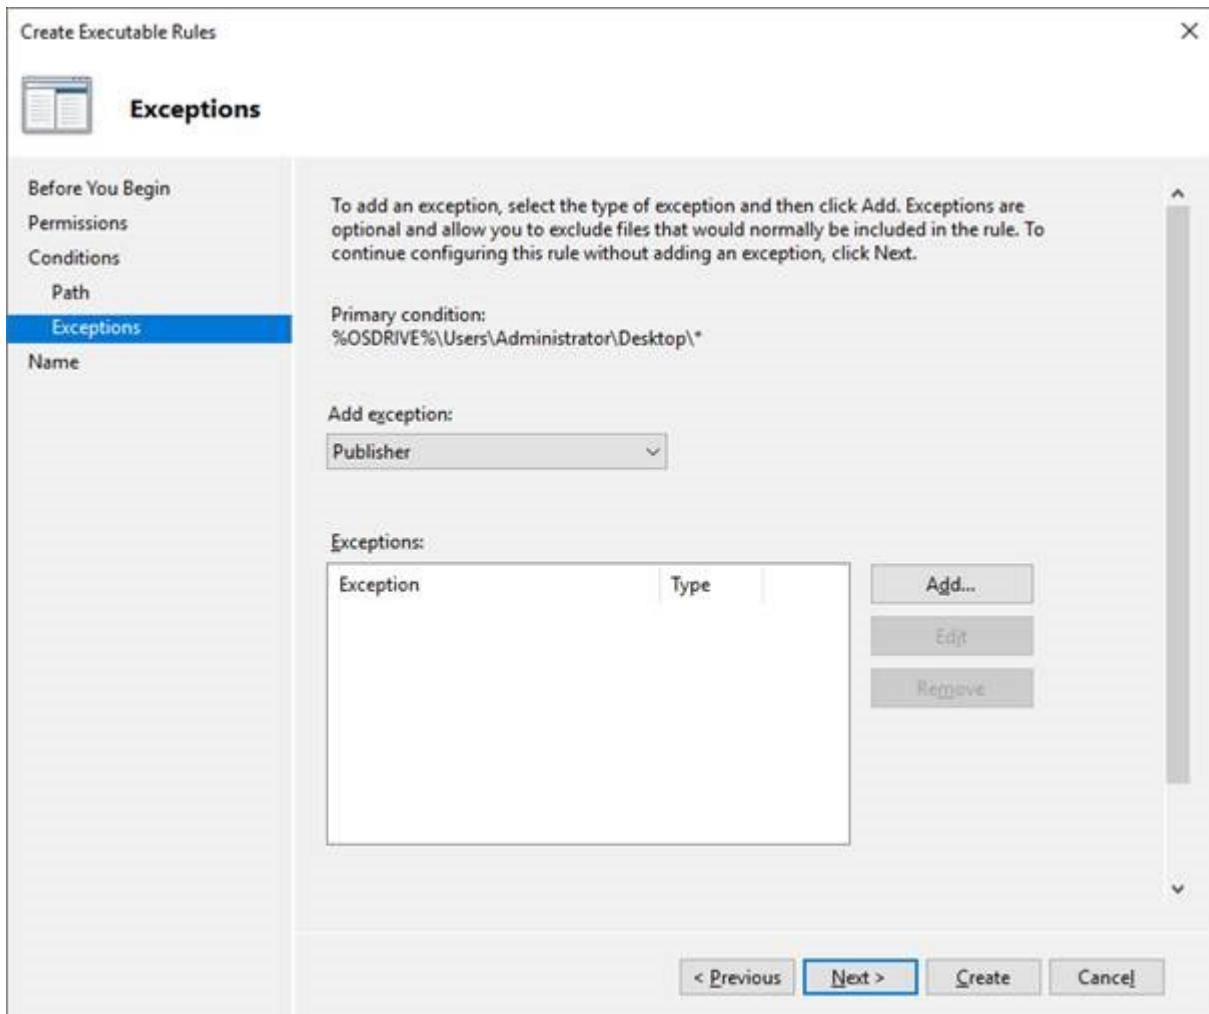 Create Executable Rules
Exceptions
Before You Begin
Permissions
Conditions
Path
Exceptions
Name
To add an exception, select the type of exception and then click Add. Exceptions are
optional and allow you to exclude files that would normally be included in the rule. To
continue configuring this rule without adding an exception, click Next.
Primary condition:
%OSDRIVE%\Users\Administrator\Desktop\*
Add exception:
Publisher
Exceptions:
Exception Type
Add...
Edit
Remove
< Previous Next > Create Cancel